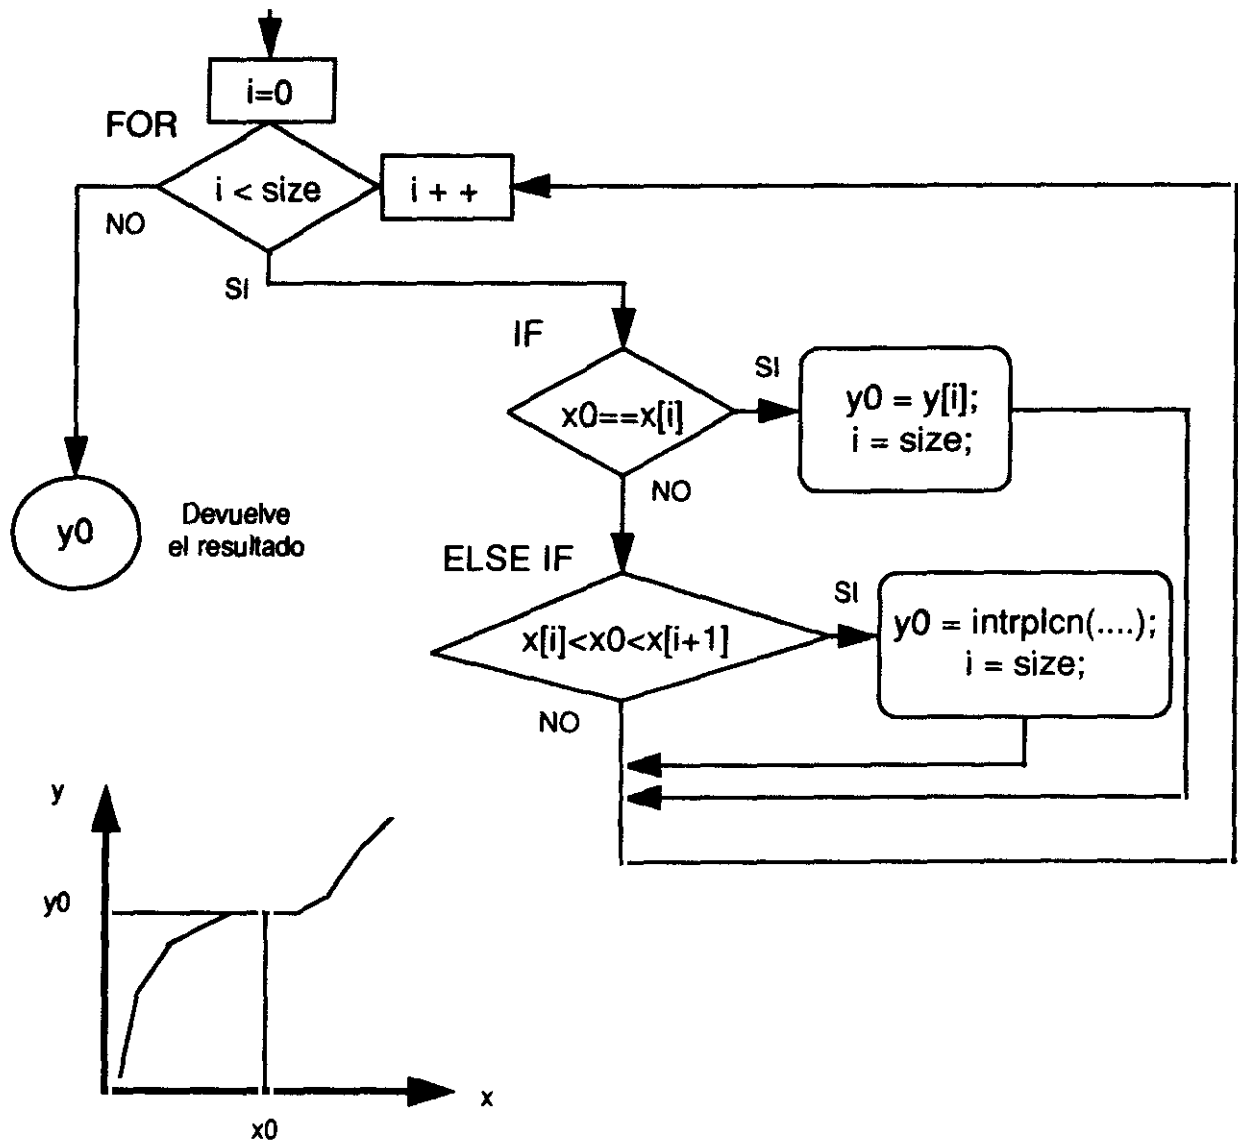 i=0
FOR
i < size
i + +
NO
SI
IF
SI
x0==x[i]
y0 = y[i];
i = size;
NO
y0
Devuelve
el resultado
ELSE IF
SI
x[i]<x0<x[i+1]
y0 = intrplcn(....);
i = size;
NO
y
y0
x
x0